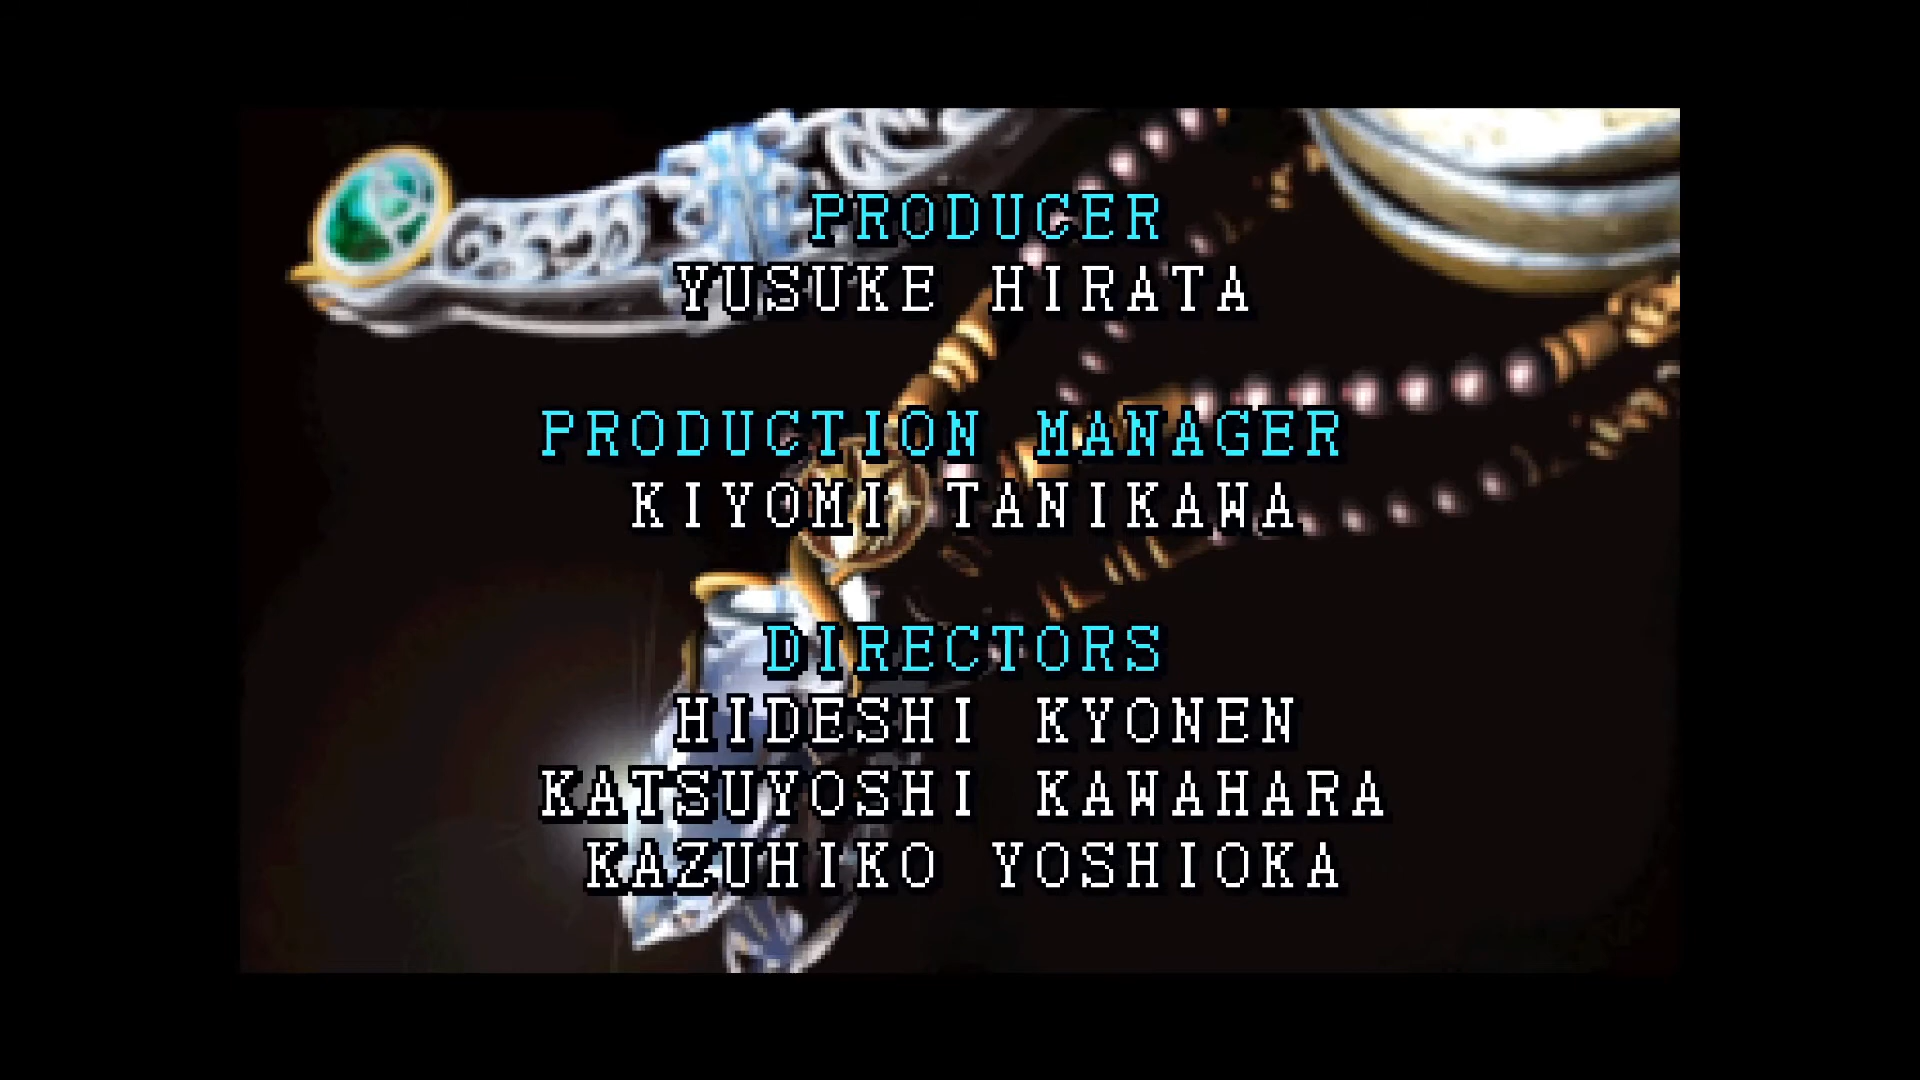 PRODUCER
YUSUKE HIRATA
PRODUCTION MANAGER
KIYOMI TANIKAWA
DIRECTORS
HIDESHI KYONEN
KATSUYOSHI KAWAHARA
KAZUHIKO YOSHIOKA